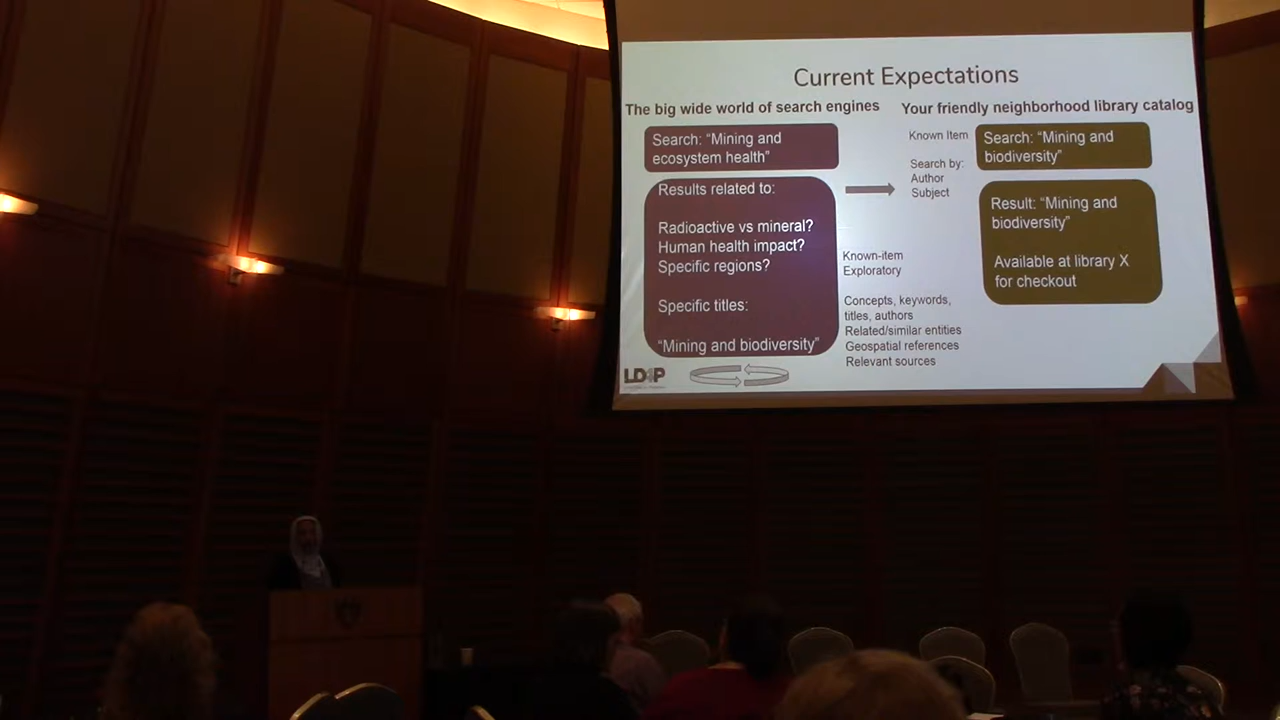 Current Expectations
The big wide world of search engines
Search: “Mining and
ecosystem health”
Results related to:
Radioactive vs mineral?
Human health impact?
Specific regions?
Specific titles:
“Mining and biodiversity”
Known-item
Exploratory
Concepts, keywords,
titles, authors
Related/similar entities
Geospatial references
Relevant sources
Your friendly neighborhood library catalog
Known Item
Search by:
Author
Subject
Search: “Mining and
biodiversity”
Result: “Mining and
biodiversity”
Available at library X
for checkout
LD4P